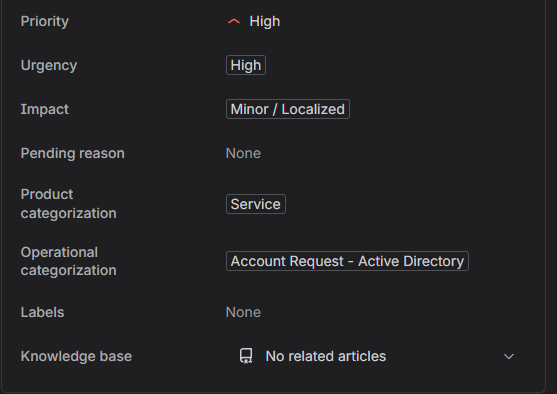 Priority High
Urgency High
Impact Minor / Localized
Pending reason None
Product
categorization Service
Operational
categorization Account Request - Active Directory
Labels None
Knowledge base No related articles